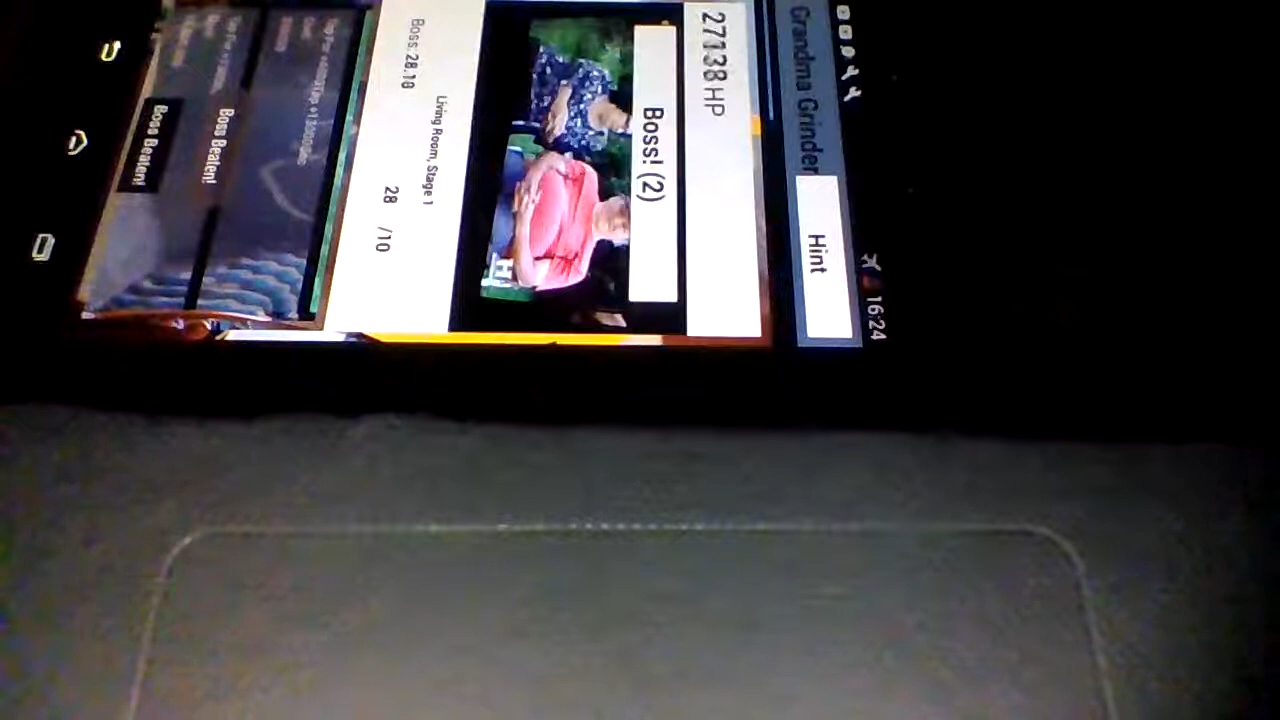 16:24
Grandma Grinder
Hint
27138 HP
Boss! (2)
H
Living Room, Stage 1
Boss: 28.18
28 /10
Boss Beaten!
Boss Beaten!